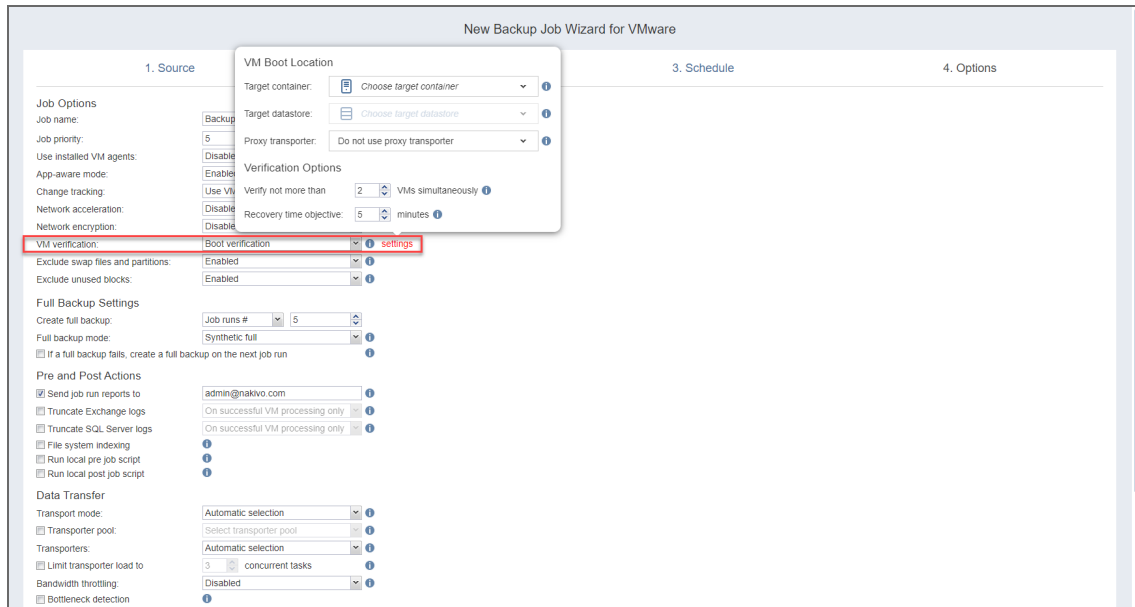 New Backup Job Wizard for VMware
1. Source
3. Schedule
4. Options
VM Boot Location
Target container: Choose target container
Target datastore: Choose target datastore
Proxy transporter: Do not use proxy transporter
Verification Options
Verify not more than 2 VMs simultaneously
Recovery time objective: 5 minutes
Job Options
Job name: Backup
Job priority: 5
Use installed VM agents: Disable
App-aware mode: Enable
Change tracking: Use VM
Network acceleration: Disable
Network encryption: Disable
VM verification: Boot verification settings
Exclude swap files and partitions: Enabled
Exclude unused blocks: Enabled
Full Backup Settings
Create full backup: Job runs # 5
Full backup mode: Synthetic full
If a full backup fails, create a full backup on the next job run
Pre and Post Actions
Send job run reports to admin@nakivo.com
Truncate Exchange logs On successful VM processing only
Truncate SQL Server logs On successful VM processing only
File system indexing
Run local pre job script
Run local post job script
Data Transfer
Transport mode: Automatic selection
Transporter pool: Select transporter pool
Transporters: Automatic selection
Limit transporter load to 3 concurrent tasks
Bandwidth throttling: Disabled
Bottleneck detection